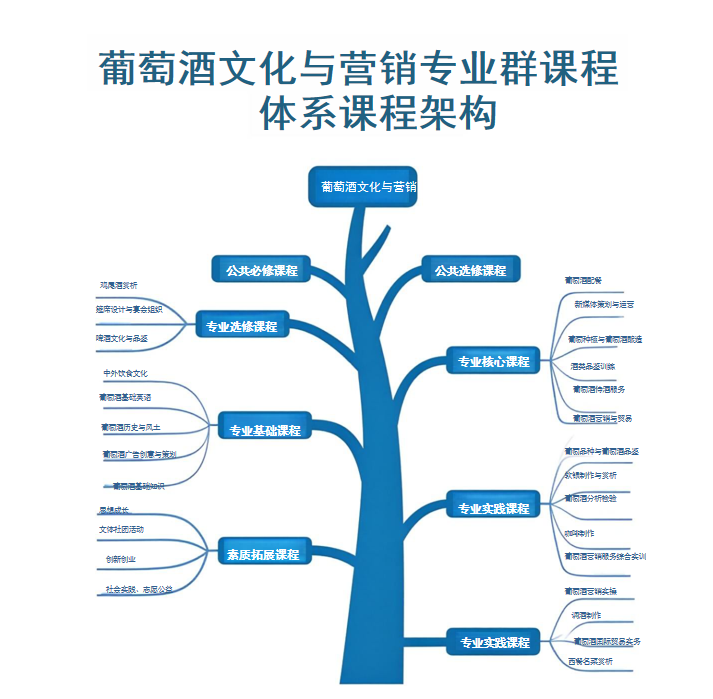 葡萄酒文化与营销专业群课程
体系课程架构
葡萄酒文化与营销
公共必修课程
公共选修课程
专业选修课程
鸡尾酒赏析
筵席设计与宴会组织
啤酒文化与品鉴
专业核心课程
葡萄酒配餐
新媒体策划与运营
葡萄种植与葡萄酒酿造
酒类品鉴训练
葡萄酒侍酒服务
葡萄酒营销与贸易
专业基础课程
中外饮食文化
葡萄酒基础英语
葡萄酒历史与风土
葡萄酒广告创意与策划
葡萄酒基础知识
专业实践课程
葡萄品种与葡萄酒品鉴
软饮制作与赏析
葡萄酒分析检验
咖啡制作
葡萄酒营销服务综合实训
素质拓展课程
思想成长
文体社团活动
创新创业
社会实践、志愿公益
专业实践课程
葡萄酒营销实操
调酒制作
葡萄酒国际贸易实务
西餐名菜赏析